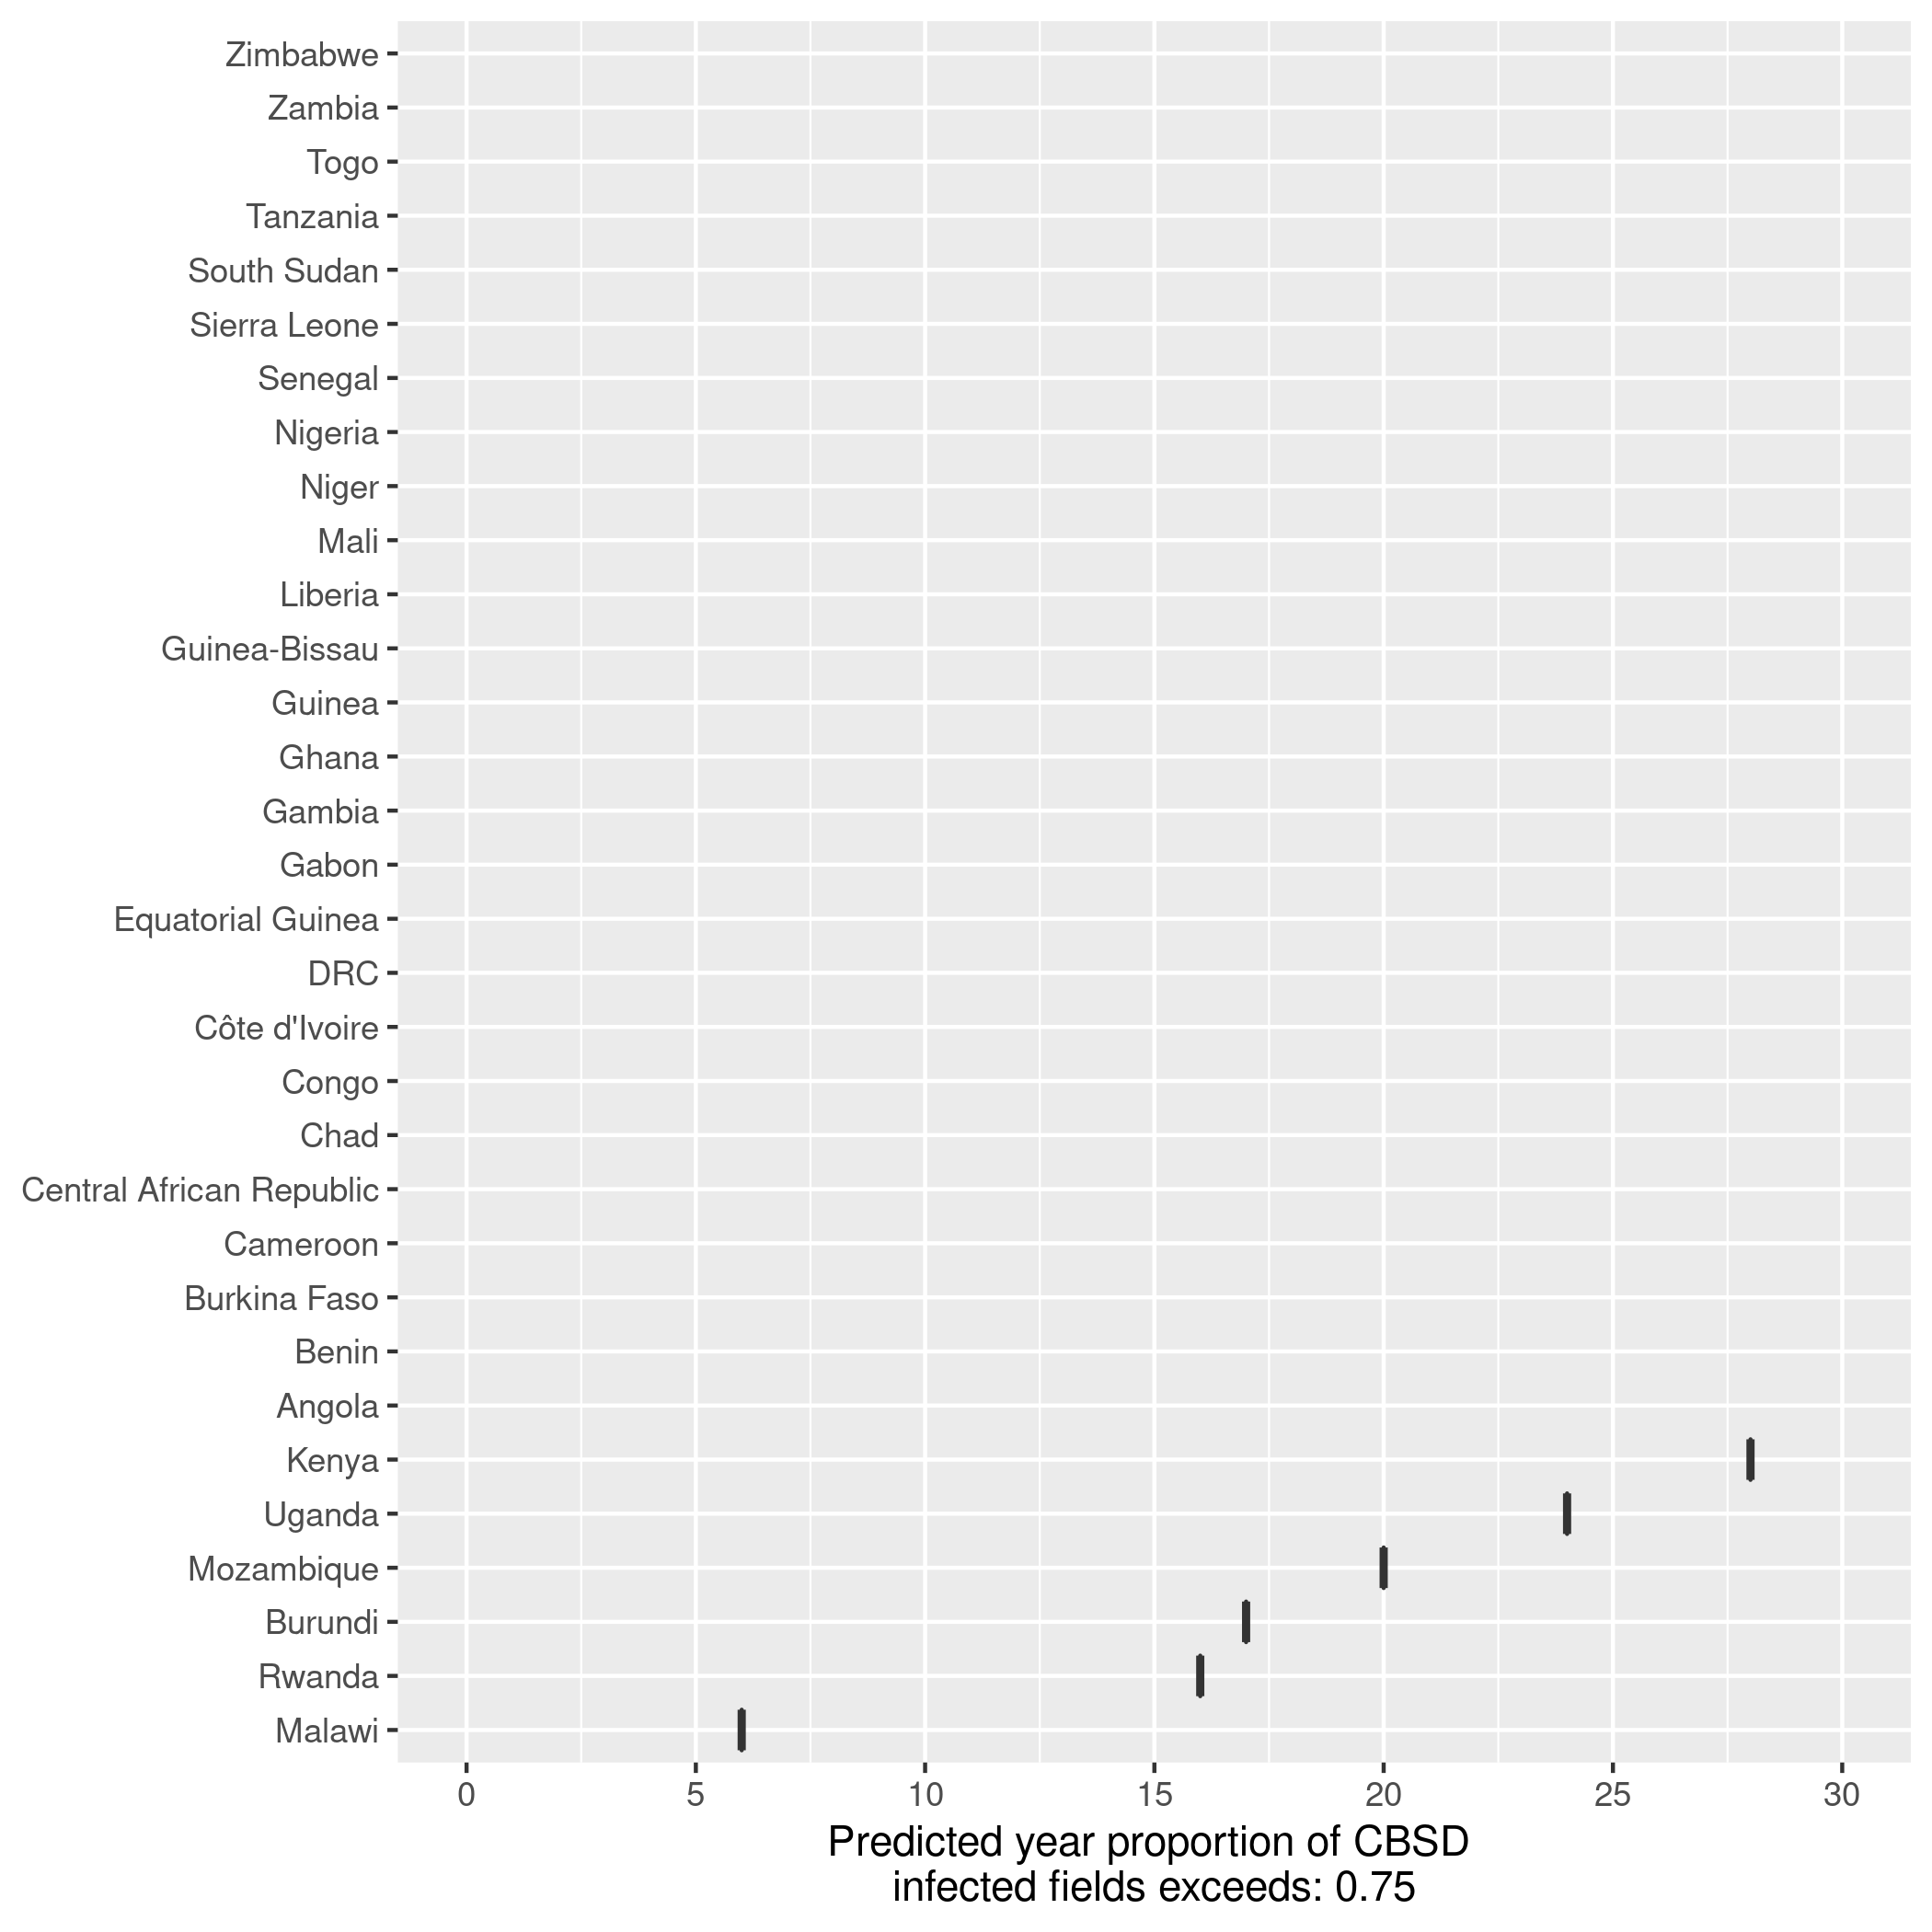 Zimbabwe
Zambia
Togo
Tanzania
South Sudan
Sierra Leone
Senegal
Nigeria
Niger
Mali
Liberia
Guinea-Bissau
Guinea
Ghana
Gambia
Gabon
Equatorial Guinea
DRC
Côte d'Ivoire
Congo
Chad
Central African Republic
Cameroon
Burkina Faso
Benin
Angola
Kenya
Uganda
Mozambique
Burundi
Rwanda
Malawi
0 5 10 15 20 25 30
Predicted year proportion of CBSD
infected fields exceeds: 0.75